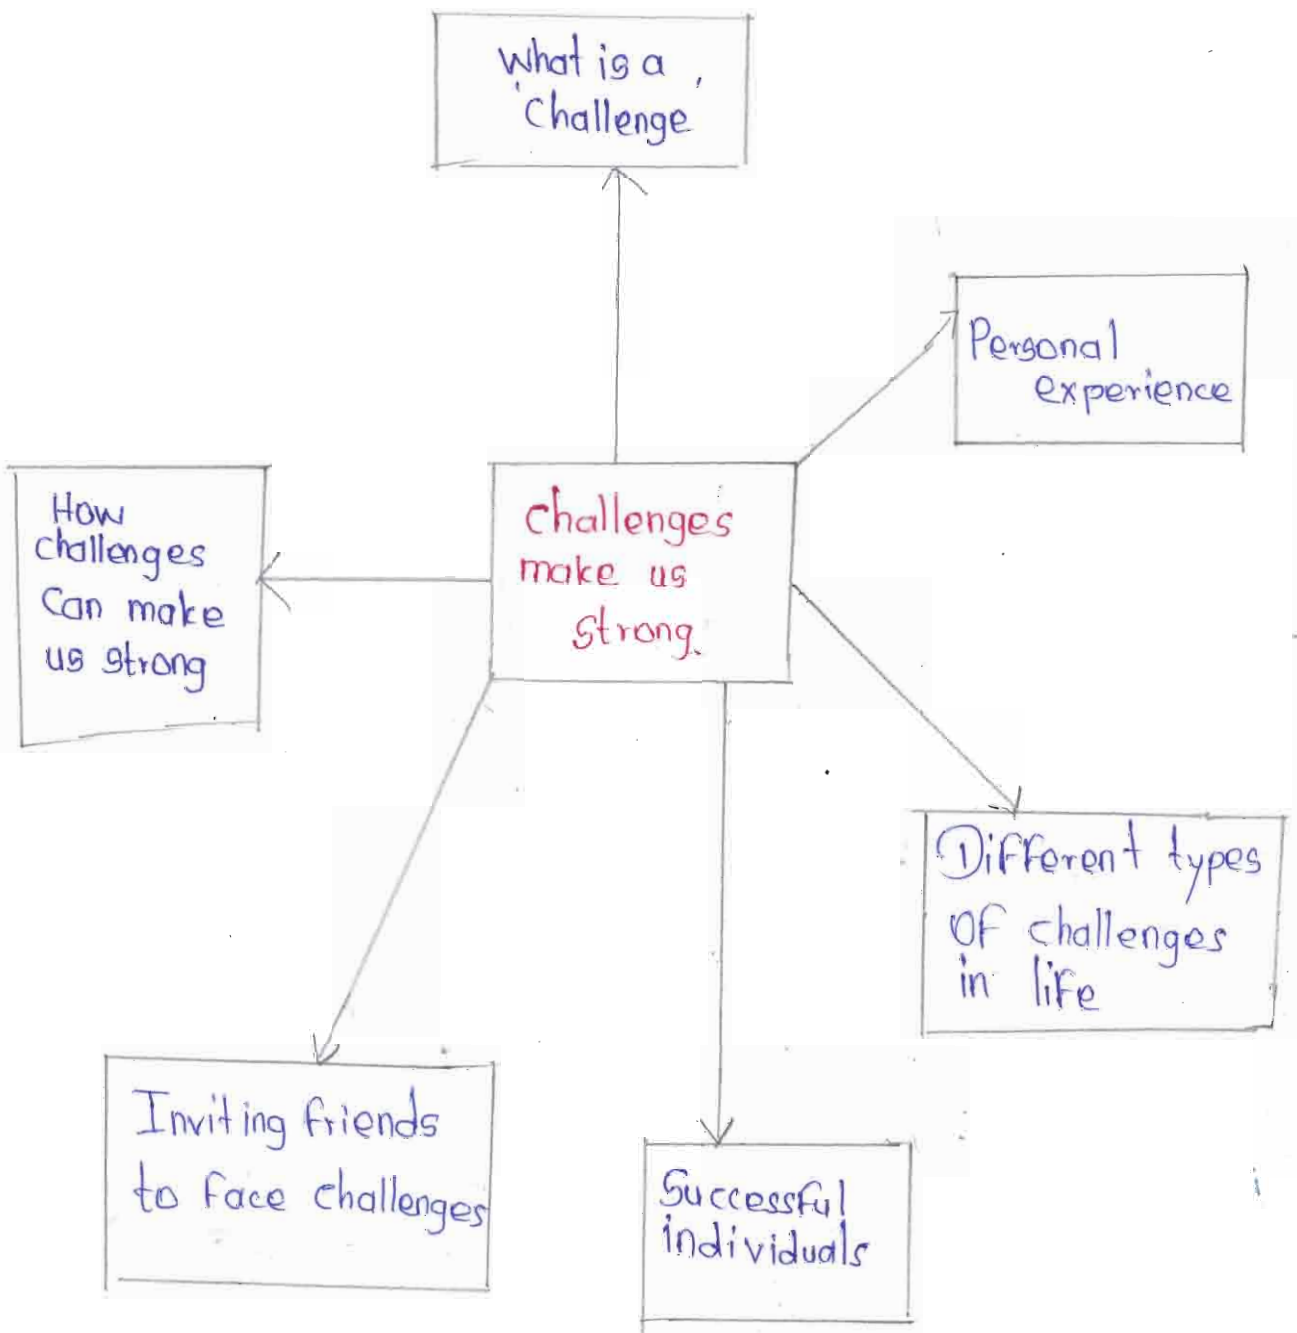 What is a
Challenge
Personal
experience
How
challenges
Can make
us strong
challenges
make us
strong.
Different types
OF challenges
in life
Inviting friends
to face challenges
Successful
individuals